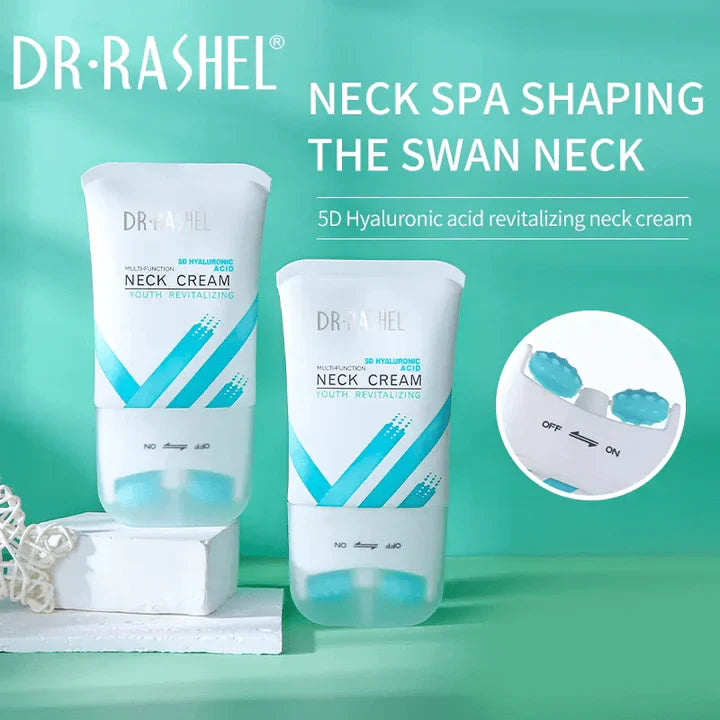 DR·RASHEL®
NECK SPA SHAPING
THE SWAN NECK
5D Hyaluronic acid revitalizing neck cream
DR·RASHEL
5D HYALURONIC
ACID
MULTI-FUNCTION
NECK CREAM
YOUTH REVITALIZING
NO OFF
DR·RASHEL
5D HYALURONIC
ACID
MULTI-FUNCTION
NECK CREAM
YOUTH REVITALIZING
NO OFF
OFF ON